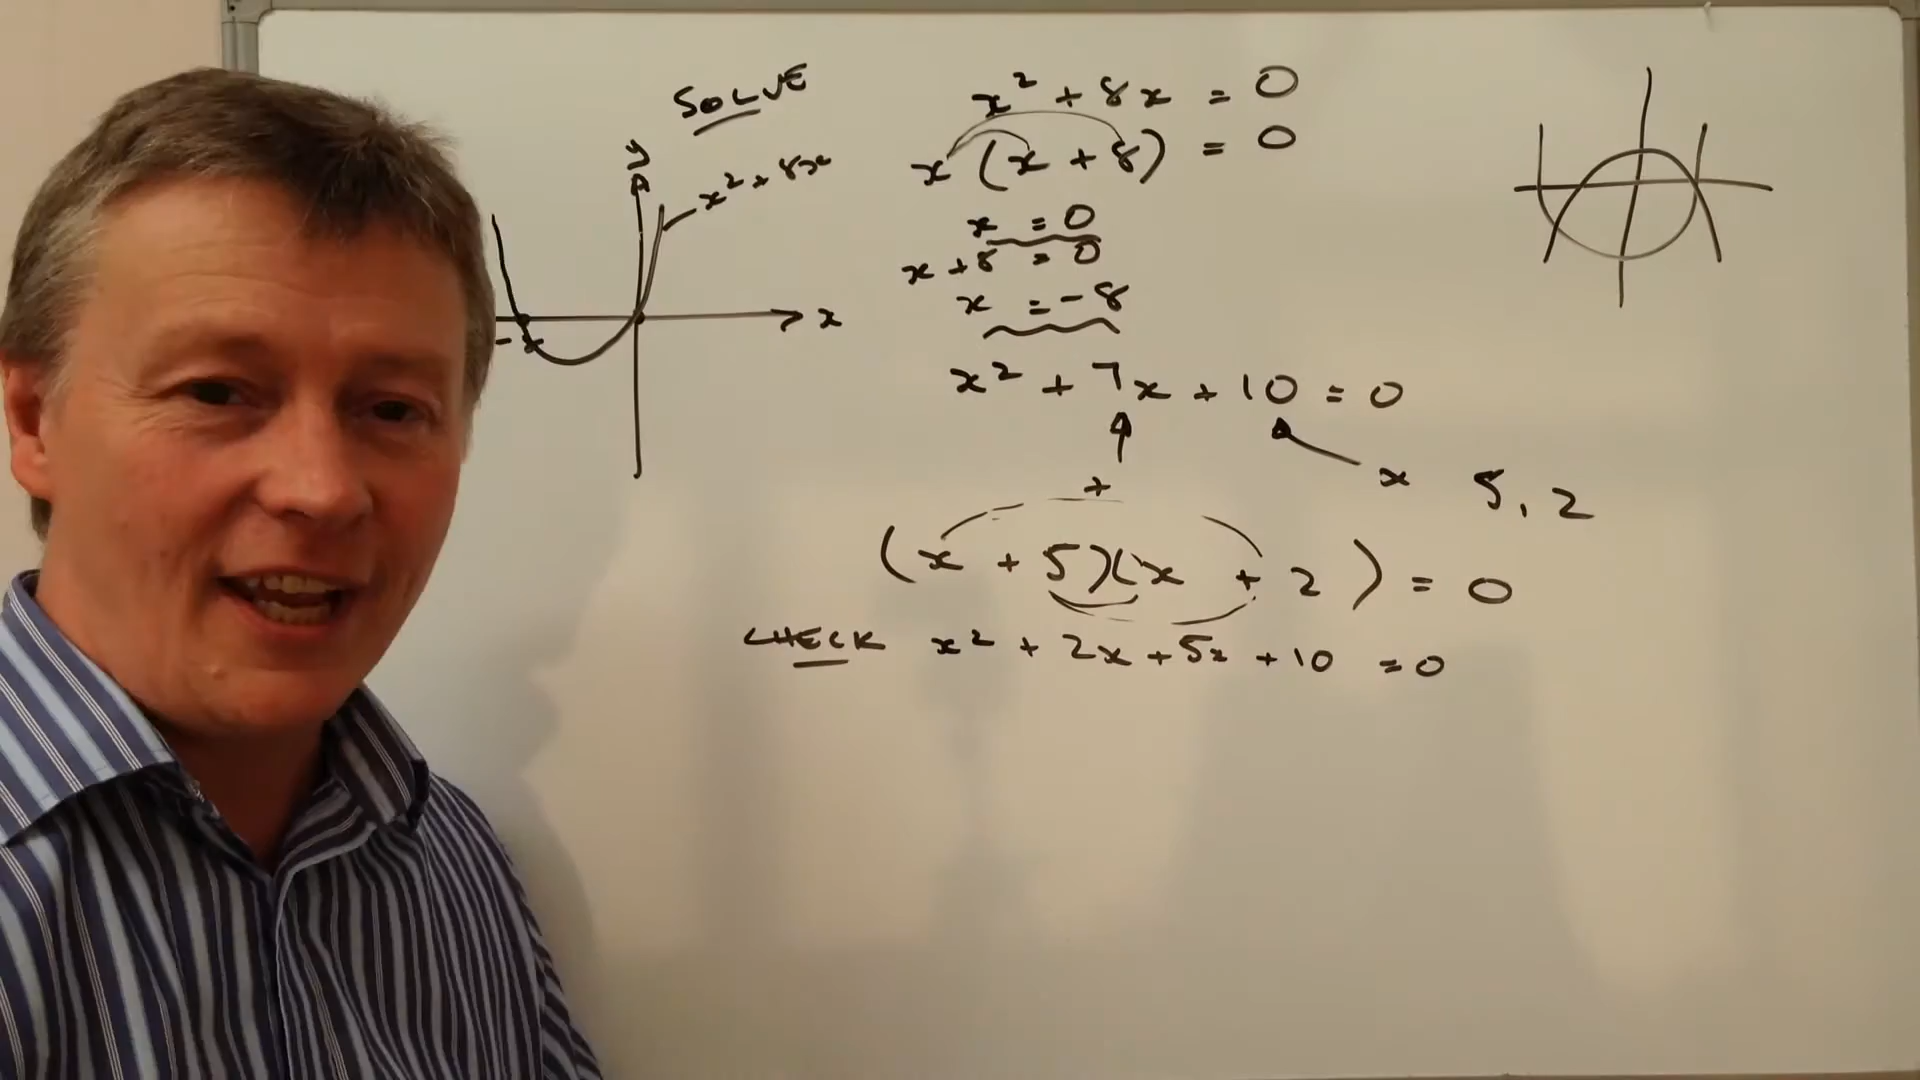 SOLVE
y
x² + 8x
x
x² + 8x = 0
x (x + 8) = 0
x = 0
x + 8 = 0
x = -8
x² + 7x + 10 = 0
+
× 5, 2
(x + 5)(x + 2) = 0
CHECK x² + 2x + 5x + 10 = 0